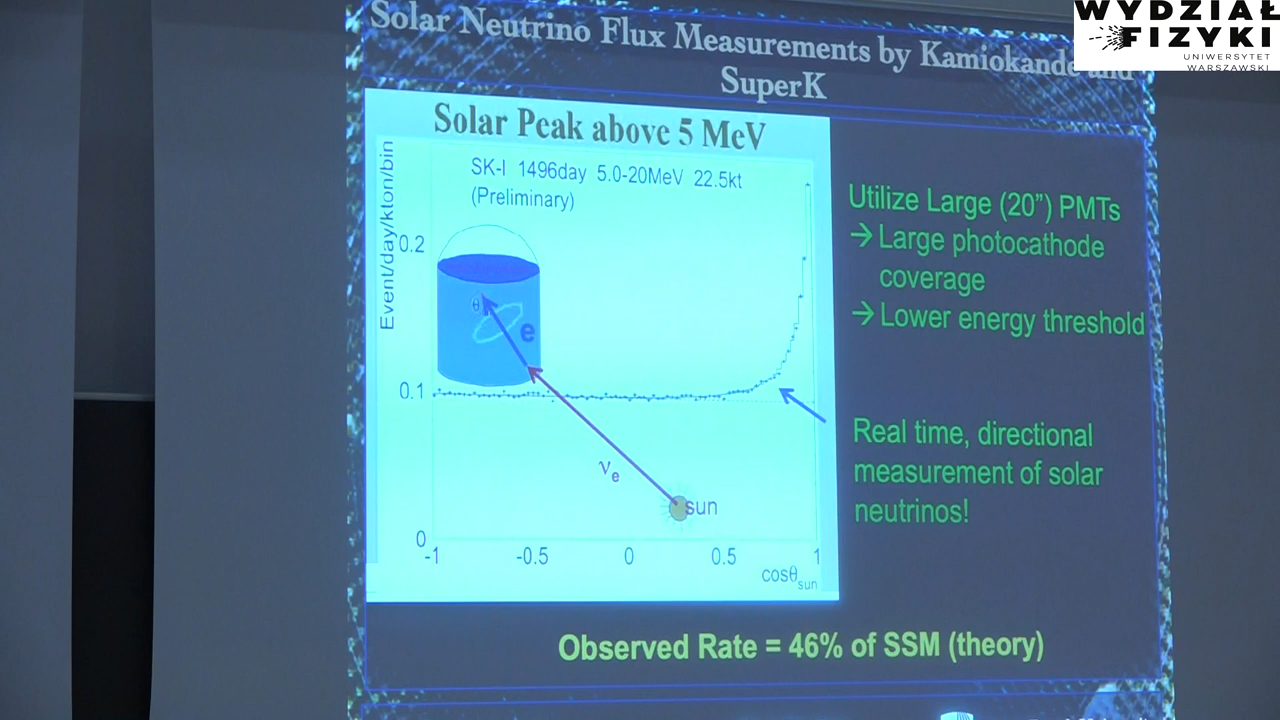 WYDZIAŁ
FIZYKI
UNIWERSYTET
WARSZAWSKI
Solar Neutrino Flux Measurements by Kamiokande and
SuperK
Solar Peak above 5 MeV
SK-I 1496day 5.0-20MeV 22.5kt
(Preliminary)
Event/day/kton/bin
0.2
0.1
0
θ
e
νe
sun
-1 -0.5 0 0.5 1
cosθsun
Utilize Large (20”) PMTs
→ Large photocathode
coverage
→ Lower energy threshold
Real time, directional
measurement of solar
neutrinos!
Observed Rate = 46% of SSM (theory)